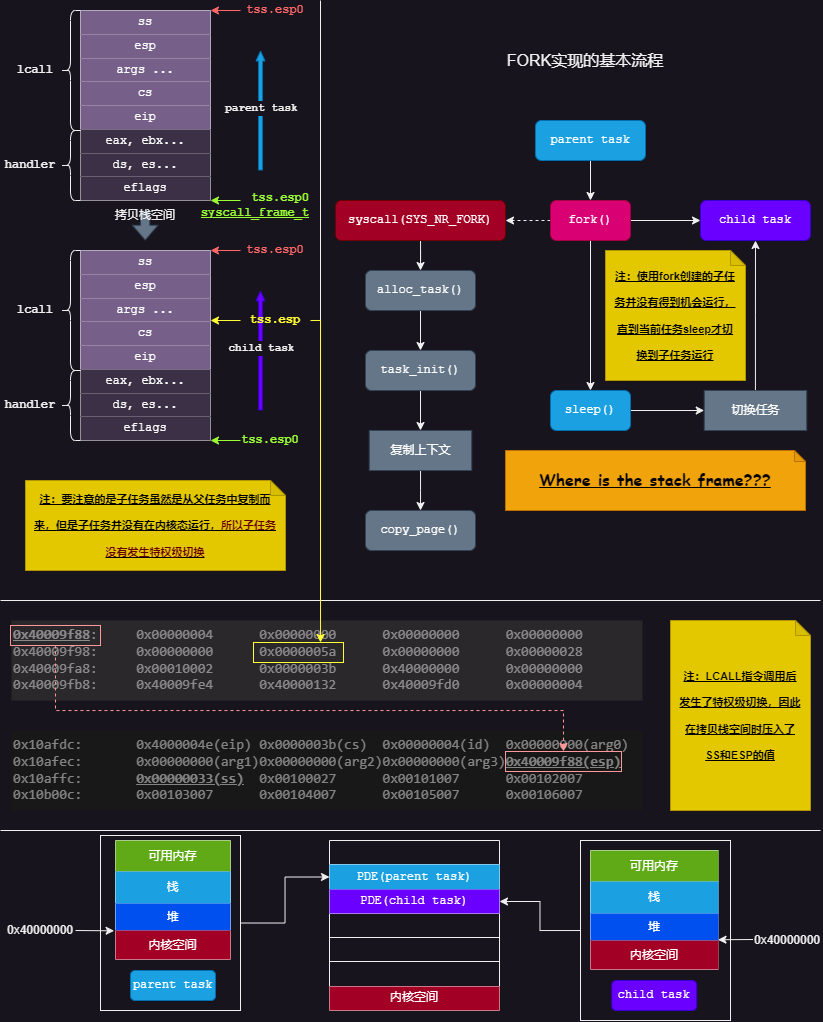 tss.esp0
ss
esp
lcall
args ...
cs
eip
parent task
eax, ebx...
handler
ds, es...
eflags
tss.esp0
syscall_frame_t
拷贝栈空间
tss.esp0
ss
esp
lcall
args ...
tss.esp
cs
eip
child task
eax, ebx...
handler
ds, es...
eflags
tss.esp0
注：要注意的是子任务虽然是从父任务中复制而
来，但是子任务并没有在内核态运行，所以子任务
没有发生特权极切换
FORK实现的基本流程
parent task
syscall(SYS_NR_FORK)
fork()
child task
alloc_task()
task_init()
复制上下文
copy_page()
注：使用fork创建的子任
务并没有得到机会运行，
直到当前任务sleep才切
换到子任务运行
sleep()
切换任务
Where is the stack frame???
0x40009f88: 0x00000004 0x00000000 0x00000000 0x00000000
0x40009f98: 0x00000000 0x0000005a 0x00000000 0x00000028
0x40009fa8: 0x00010002 0x0000003b 0x40000000 0x00000000
0x40009fb8: 0x40009fe4 0x40000132 0x40009fd0 0x00000004
0x10afdc: 0x4000004e(eip) 0x0000003b(cs) 0x00000004(id) 0x00000000(arg0)
0x10afec: 0x00000000(arg1) 0x00000000(arg2) 0x00000000(arg3) 0x40009f88(esp)
0x10affc: 0x00000033(ss) 0x00100027 0x00101007 0x00102007
0x10b00c: 0x00103007 0x00104007 0x00105007 0x00106007
注：LCALL指令调用后
发生了特权极切换，因此
在拷贝栈空间时压入了
SS和ESP的值
可用内存
栈
堆
内核空间
0x40000000
parent task
PDE(parent task)
PDE(child task)
内核空间
可用内存
栈
堆
内核空间
0x40000000
child task